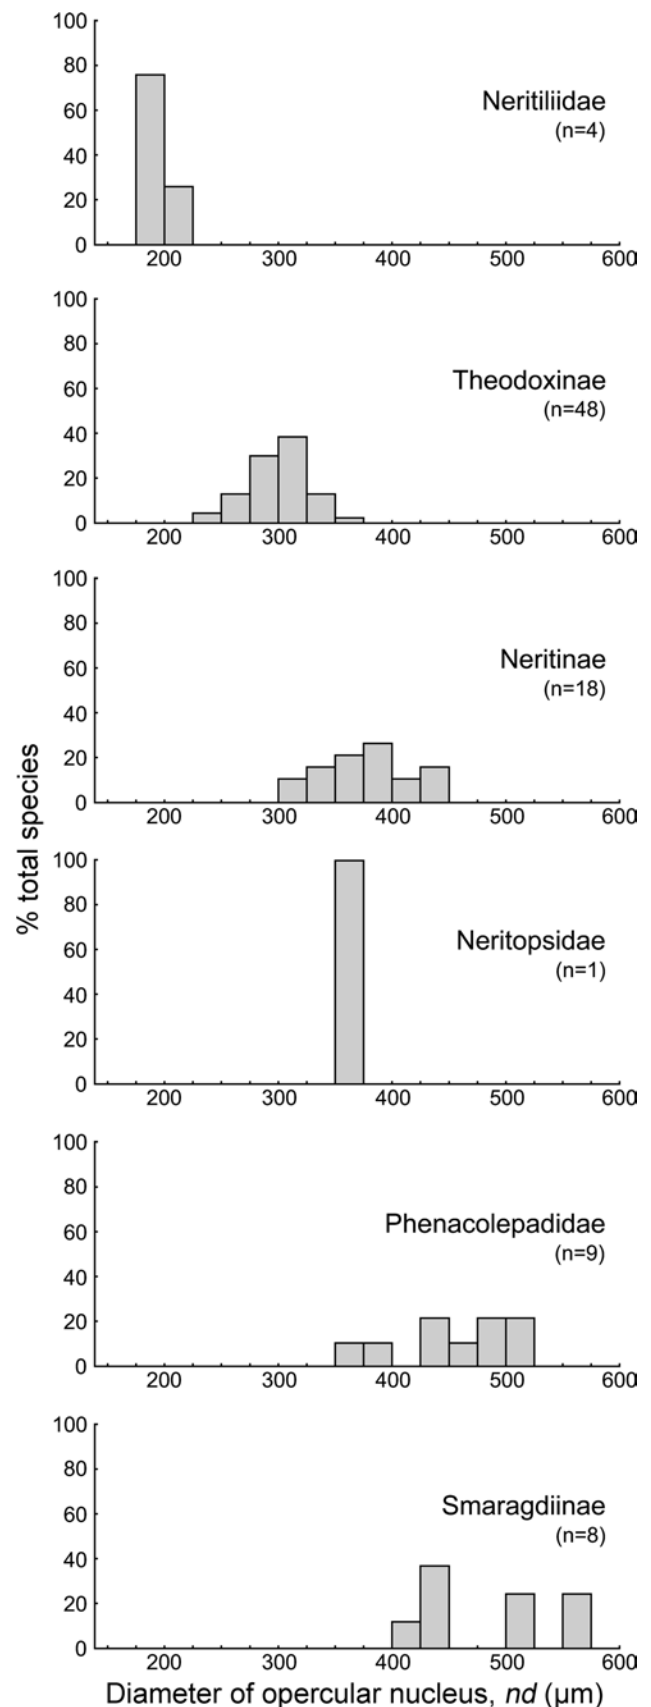 100
80
Neritiliidae
60
(n=4)
40
20
0
200 300 400 500 600
100
80
Theodoxinae
60
(n=48)
40
20
0
200 300 400 500 600
100
80
Neritinae
60
(n=18)
40
20
0
200 300 400 500 600
% total species
100
80
Neritopsidae
60
(n=1)
40
20
0
200 300 400 500 600
100
80
Phenacolepadidae
60
(n=9)
40
20
0
200 300 400 500 600
100
80
Smaragdiinae
60
(n=8)
40
20
0
200 300 400 500 600
Diameter of opercular nucleus, nd (µm)